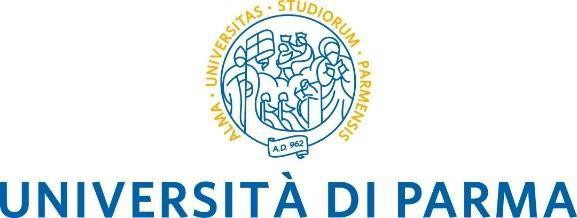 ALMA · UNIVERSITAS · STUDIORUM · PARMENSIS
A.D. 962
UNIVERSITÀ DI PARMA